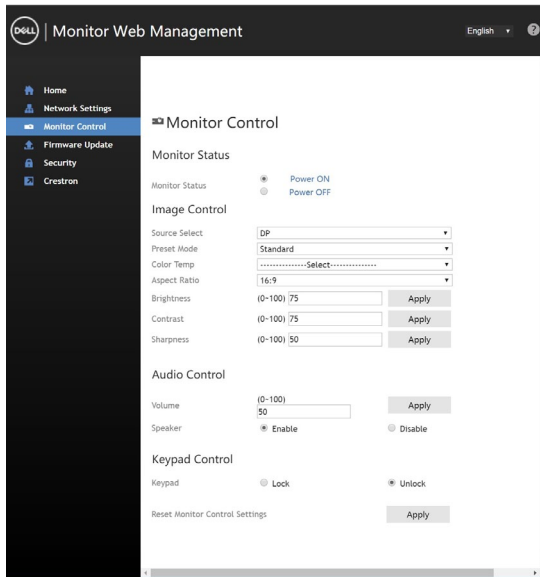 DELL | Monitor Web Management
English
?
Home
Network Settings
Monitor Control
Firmware Update
Security
Crestron
Monitor Control
Monitor Status
Monitor Status Power ON
Power OFF
Image Control
Source Select DP
Preset Mode Standard
Color Temp ---------------Select---------------
Aspect Ratio 16:9
Brightness (0~100) 75 Apply
Contrast (0~100) 75 Apply
Sharpness (0~100) 50 Apply
Audio Control
(0~100)
Volume 50 Apply
Speaker Enable Disable
Keypad Control
Keypad Lock Unlock
Reset Monitor Control Settings Apply